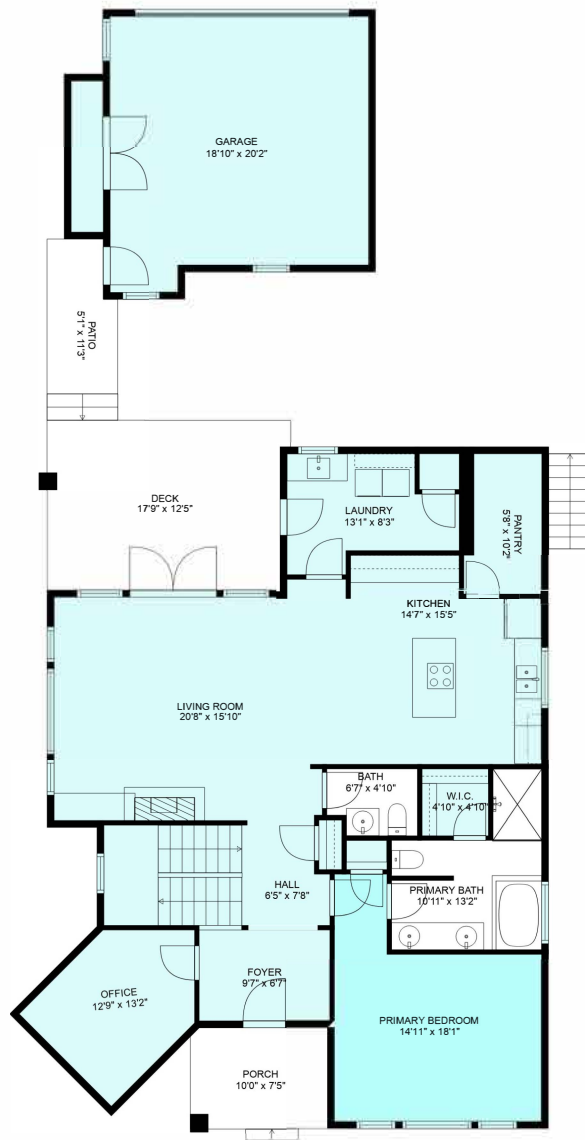 GARAGE
18'10" x 20'2"
PATIO
5'1" x 11'3"
DECK
17'9" x 12'5"
LAUNDRY
13'1" x 8'3"
PANTRY
5'8" x 10'2"
KITCHEN
14'7" x 15'5"
LIVING ROOM
20'8" x 15'10"
BATH
6'7" x 4'10"
W.I.C.
4'10" x 4'10"
HALL
6'5" x 7'8"
PRIMARY BATH
10'11" x 13'2"
FOYER
9'7" x 6'7"
OFFICE
12'9" x 13'2"
PRIMARY BEDROOM
14'11" x 18'1"
PORCH
10'0" x 7'5"